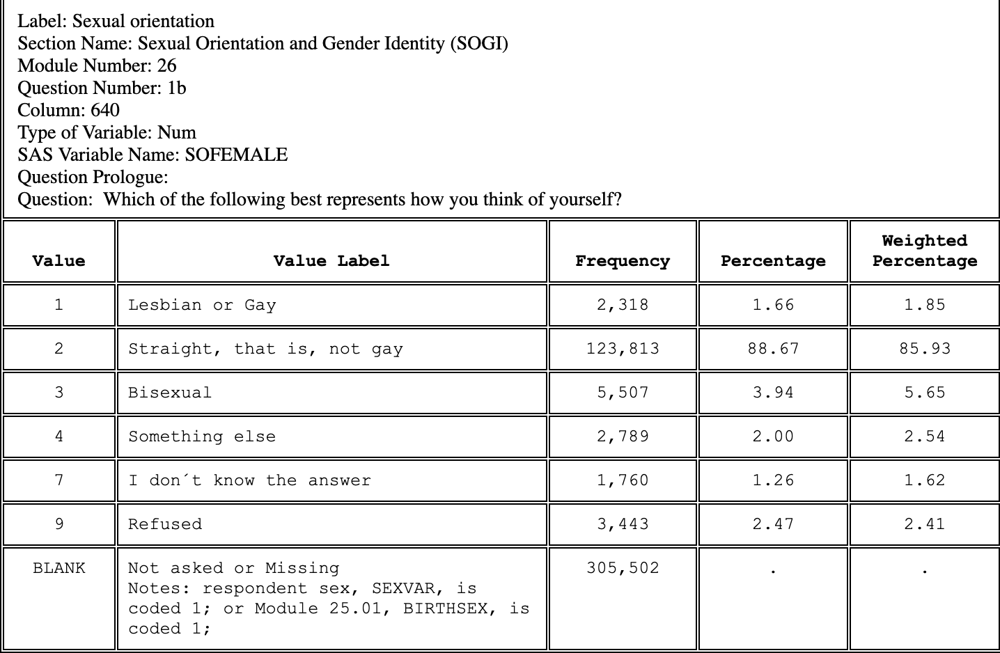 Label: Sexual orientation
Section Name: Sexual Orientation and Gender Identity (SOGI)
Module Number: 26
Question Number: 1b
Column: 640
Type of Variable: Num
SAS Variable Name: SOFEMALE
Question Prologue:
Question:  Which of the following best represents how you think of yourself?
Value Value Label Frequency Percentage Weighted Percentage
1 Lesbian or Gay 2,318 1.66 1.85
2 Straight, that is, not gay 123,813 88.67 85.93
3 Bisexual 5,507 3.94 5.65
4 Something else 2,789 2.00 2.54
7 I don´t know the answer 1,760 1.26 1.62
9 Refused 3,443 2.47 2.41
BLANK Not asked or Missing 305,502 . .
Notes: respondent sex, SEXVAR, is
coded 1; or Module 25.01, BIRTHSEX, is
coded 1;